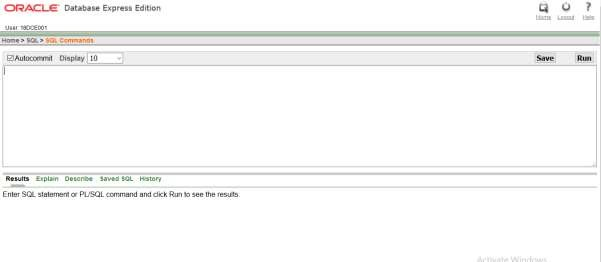 ORACLE Database Express Edition
Home Logout Help
User: 16DCE001
Home > SQL > SQL Commands
Autocommit Display 10 Save Run
Results Explain Describe Saved SQL History
Enter SQL statement or PL/SQL command and click Run to see the results.
Activate Windows